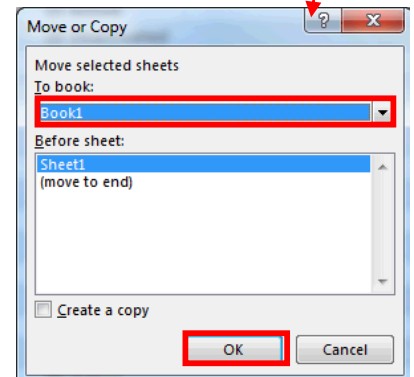 Move or Copy
Move selected sheets
To book:
Book1
Before sheet:
Sheet1
(move to end)
Create a copy
OK Cancel